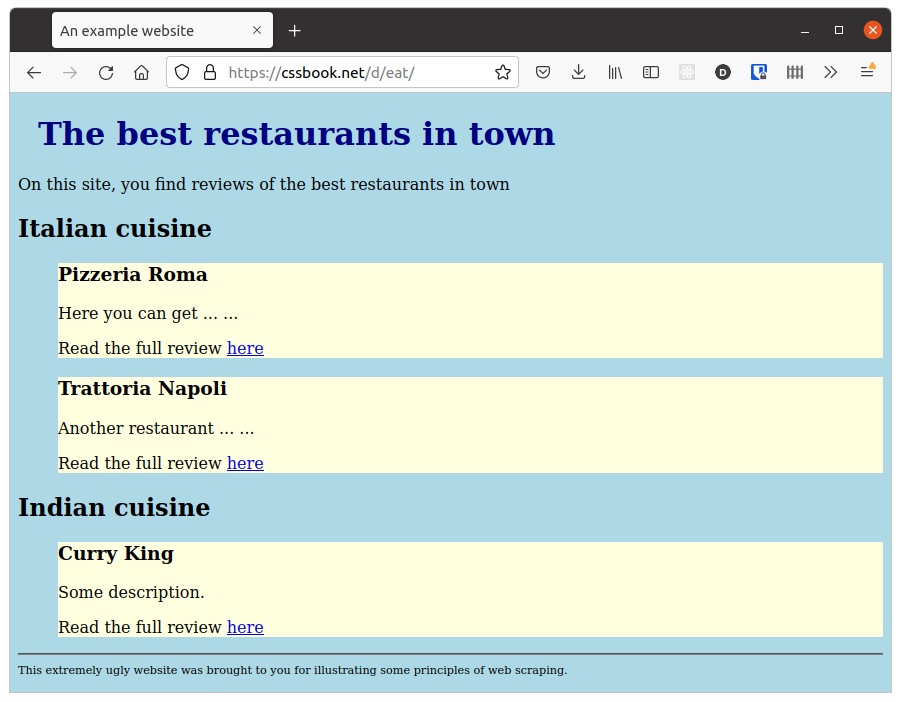 An example website
https://cssbook.net/d/eat/
D
The best restaurants in town
On this site, you find reviews of the best restaurants in town
Italian cuisine
Pizzeria Roma
Here you can get ... ...
Read the full review here
Trattoria Napoli
Another restaurant ... ...
Read the full review here
Indian cuisine
Curry King
Some description.
Read the full review here
This extremely ugly website was brought to you for illustrating some principles of web scraping.